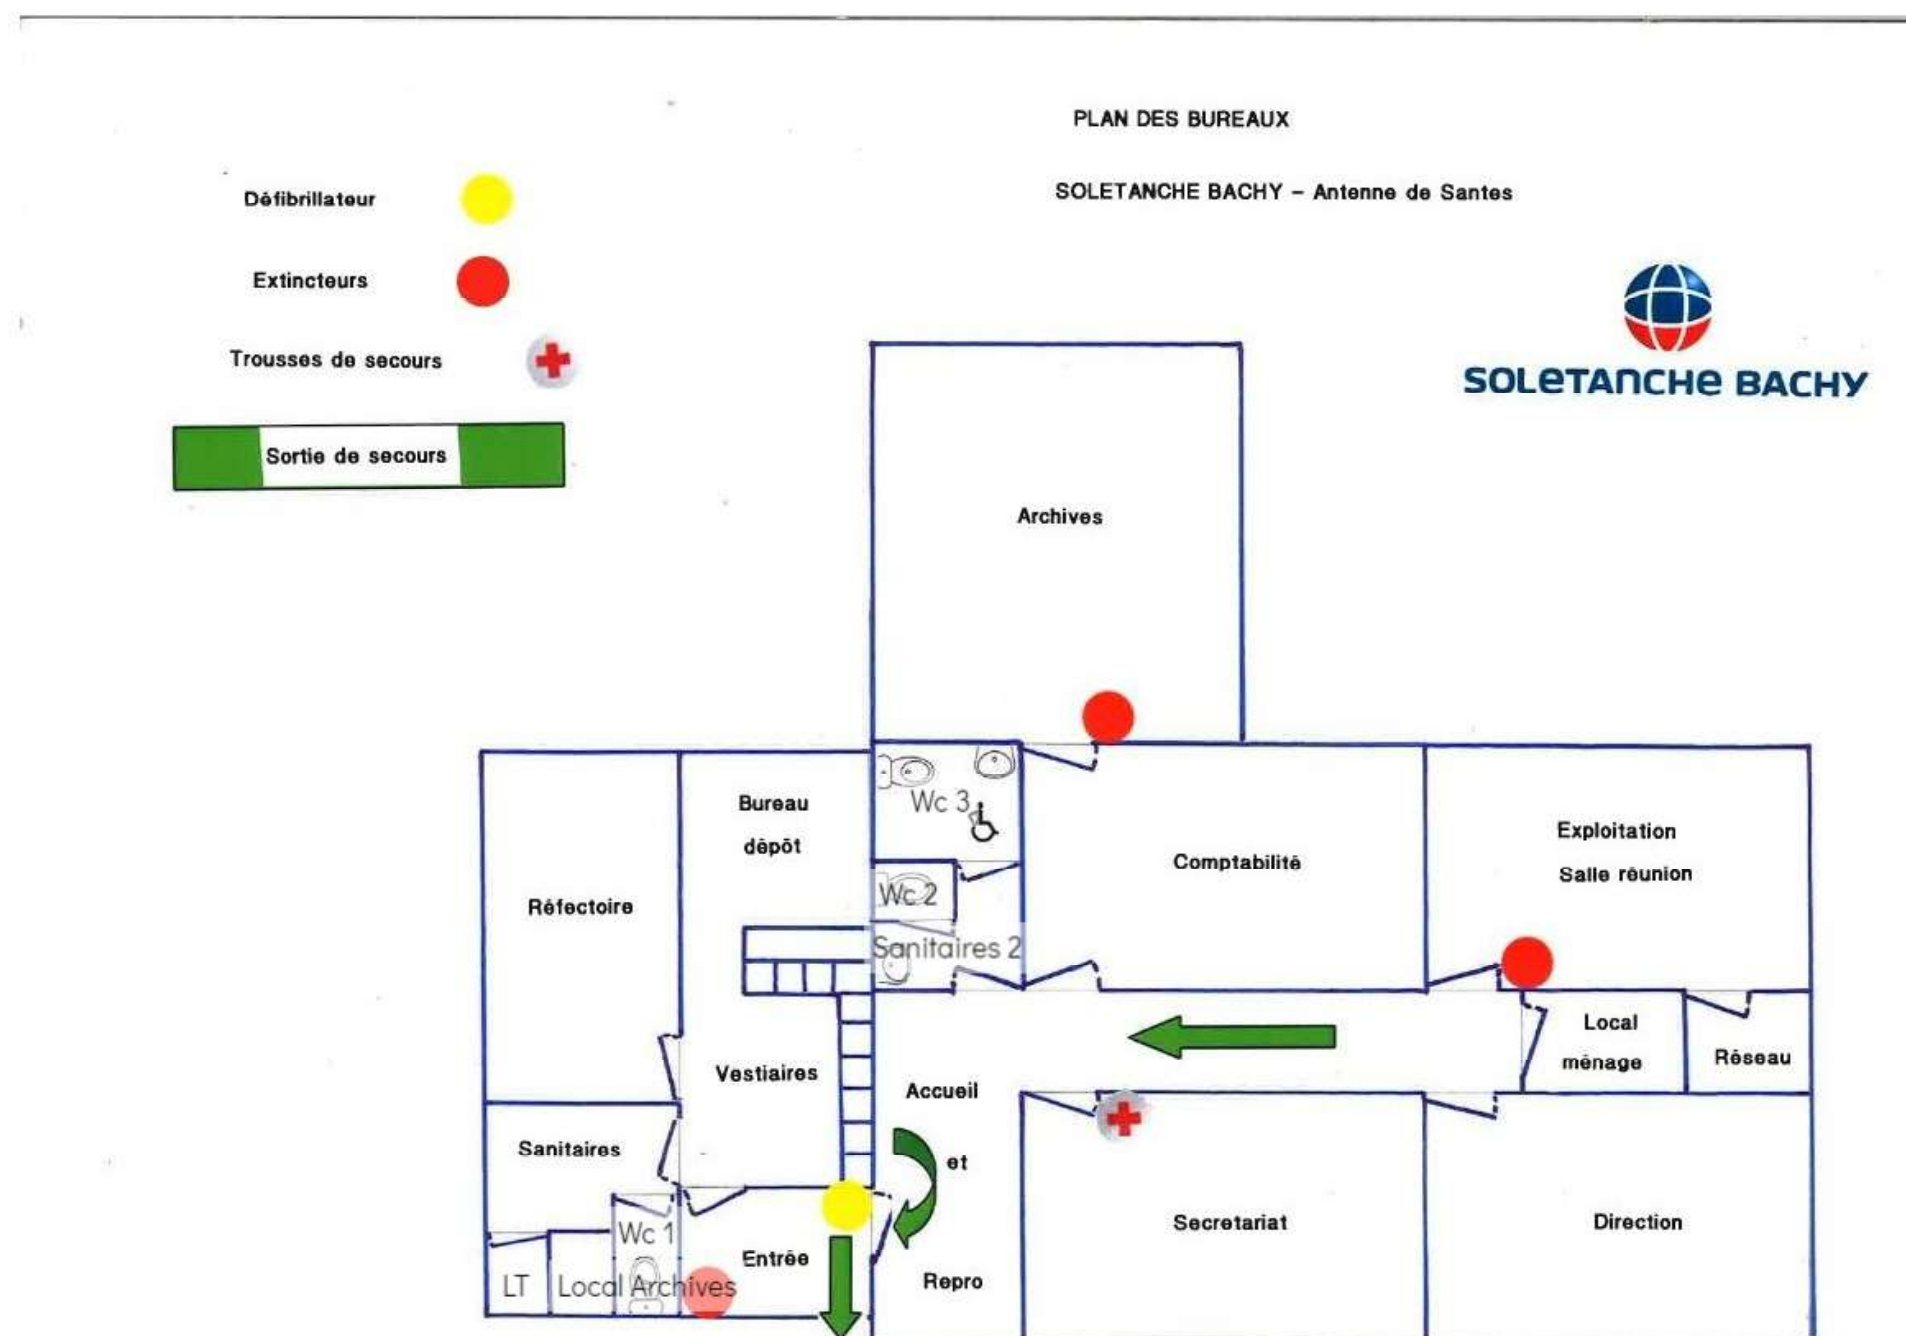 PLAN DES BUREAUX
SOLETANCHE BACHY – Antenne de Santes
Défibrillateur
Extincteurs
Trousses de secours
Sortie de secours
SOLETANCHE BACHY
Archives
Bureau
dépôt
Wc 3
Réfectoire
Wc 2
Sanitaires 2
Comptabilité
Exploitation
Salle réunion
Vestiaires
Accueil
et
Repro
Local
ménage
Réseau
Sanitaires
Wc 1
Entrée
LT
Local Archives
Secretariat
Direction